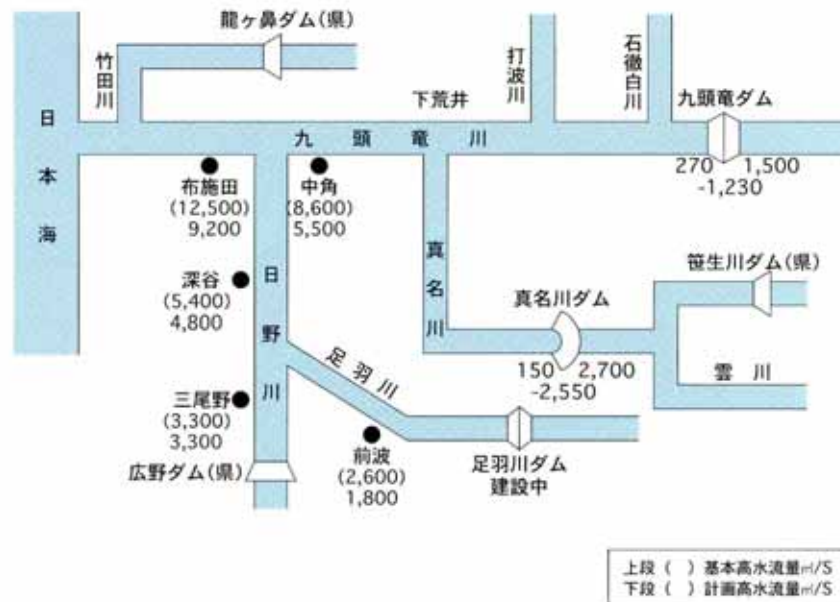 龍ヶ鼻ダム(県)
竹田川
打波川
石徹白川
下荒井
九頭竜ダム
日本海
九頭竜川
270 1,500
-1,230
布施田
(12,500)
9,200
中角
(8,600)
5,500
真名川
笹生川ダム(県)
深谷
(5,400)
4,800
日野川
真名川ダム
足羽川
150 2,700
-2,550
雲川
三尾野
(3,300)
3,300
前波
(2,600)
1,800
足羽川ダム
建設中
広野ダム(県)
上段 ( ) 基本高水流量㎥/S
下段 ( ) 計画高水流量㎥/S